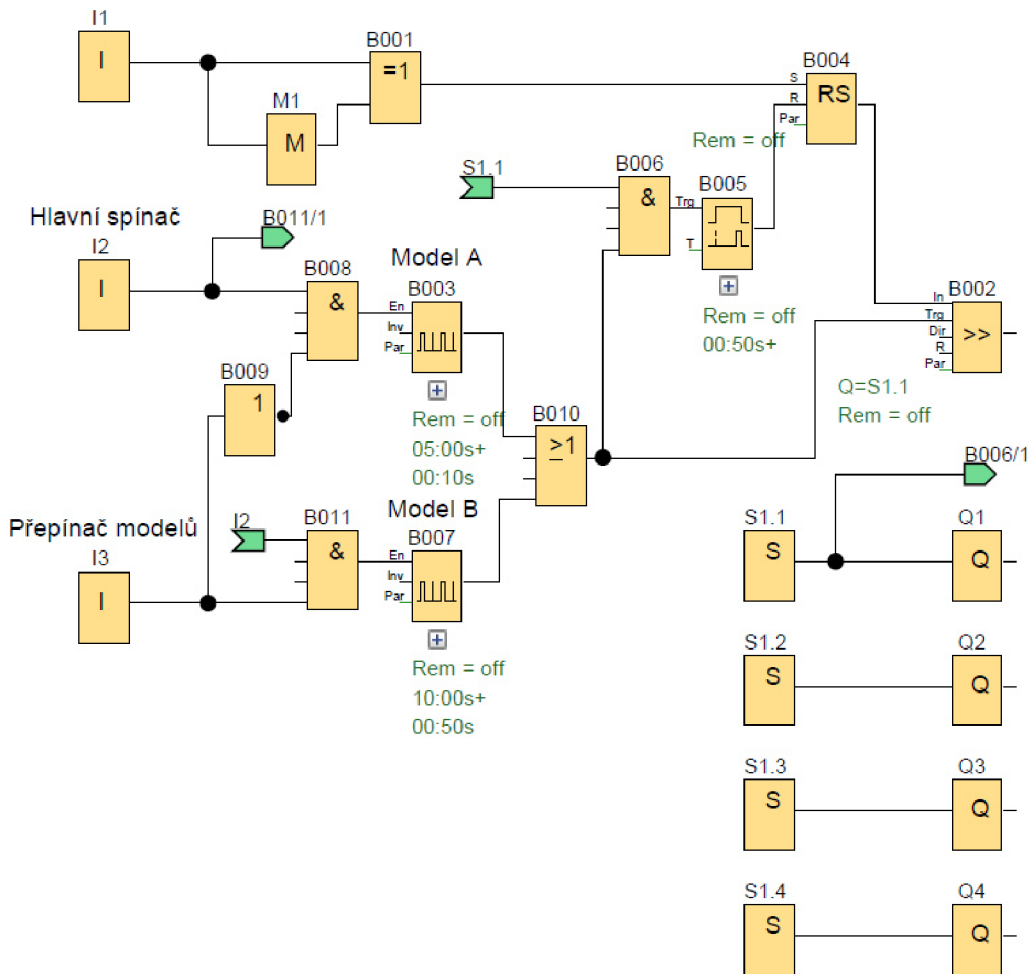 I1
I
B001
=1
M1
M
B004
S
R
Par
RS
Rem = off
S1.1
B006
&
B005
Trg
T
Rem = off
00:50s+
Hlavní spínač
I2
I
B011/1
B008
&
Model A
B003
En
Inv
Par
Rem = off
05:00s+
00:10s
B002
In
Trg
Dir
R
Par
>>
Q=S1.1
Rem = off
B009
1
B010
≥1
Přepínač modelů
I3
I
I2
B011
&
Model B
B007
En
Inv
Par
Rem = off
10:00s+
00:50s
B006/1
S1.1
S
Q1
Q
S1.2
S
Q2
Q
S1.3
S
Q3
Q
S1.4
S
Q4
Q